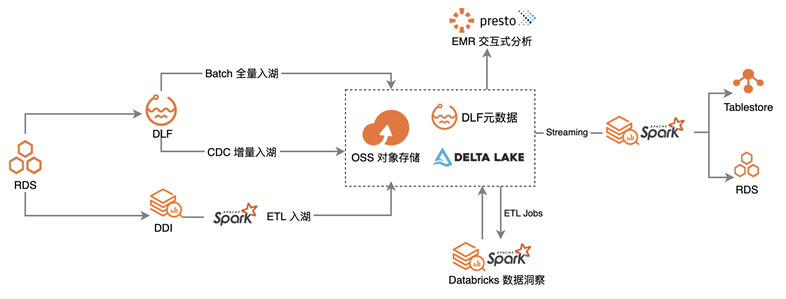 presto
EMR 交互式分析
Batch 全量入湖
DLF
CDC 增量入湖
RDS
DDI
APACHE
Spark
ETL 入湖
OSS 对象存储
DLF元数据
DELTA LAKE
Streaming
APACHE
Spark
Tablestore
RDS
ETL Jobs
APACHE
Spark
Databricks 数据洞察